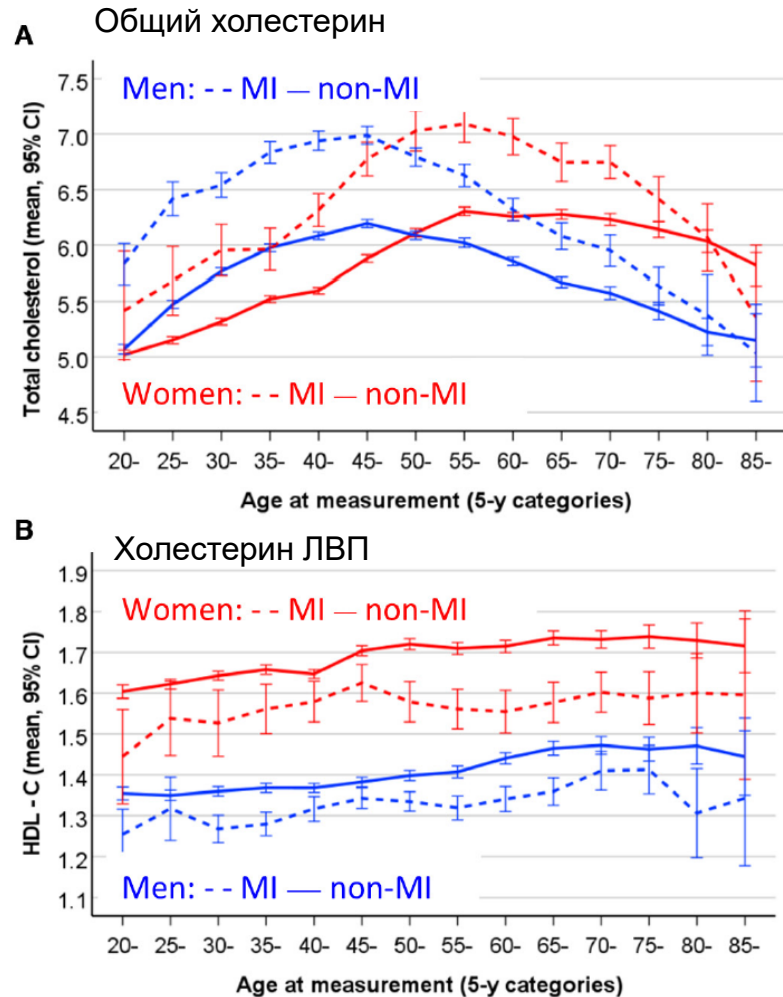 Общий холестерин
A
Men: - - MI — non-MI
Total cholesterol (mean, 95% CI)
7.5
7.0
6.5
6.0
5.5
5.0
4.5
Women: - - MI — non-MI
20- 25- 30- 35- 40- 45- 50- 55- 60- 65- 70- 75- 80- 85-
Age at measurement (5-y categories)
B
Холестерин ЛВП
Women: - - MI — non-MI
HDL - C (mean, 95% CI)
1.9
1.8
1.7
1.6
1.5
1.4
1.3
1.2
1.1
Men: - - MI — non-MI
20- 25- 30- 35- 40- 45- 50- 55- 60- 65- 70- 75- 80- 85-
Age at measurement (5-y categories)